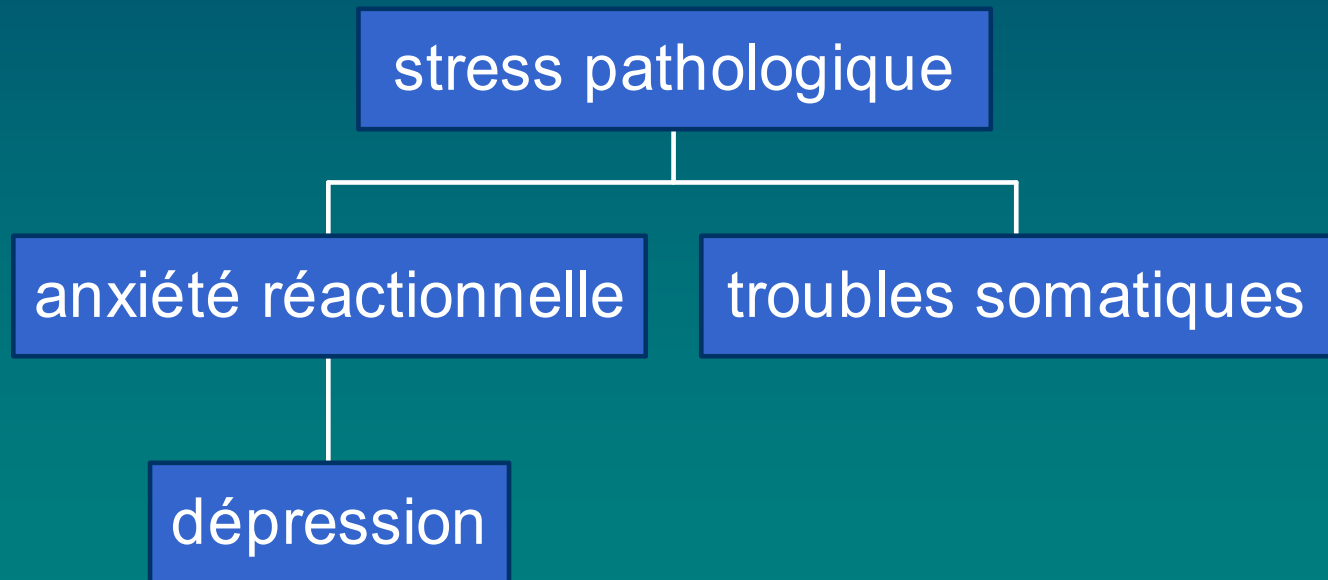 stress pathologique
anxiété réactionnelle
troubles somatiques
dépression